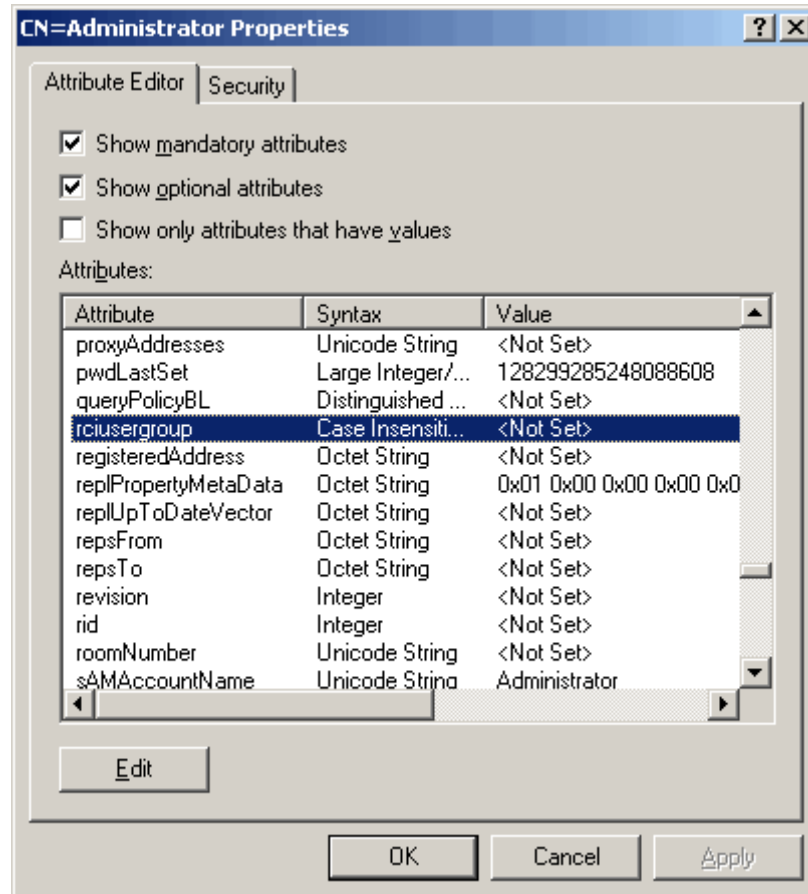 CN=Administrator Properties
Attribute Editor Security
Show mandatory attributes
Show optional attributes
Show only attributes that have values
Attributes:
Attribute Syntax Value
proxyAddresses Unicode String <Not Set>
pwdLastSet Large Integer/... 128299285248088608
queryPolicyBL Distinguished ... <Not Set>
rciusergroup Case Insensiti... <Not Set>
registeredAddress Octet String <Not Set>
replPropertyMetaData Octet String 0x01 0x00 0x00 0x00 0x0
replUpToDateVector Octet String <Not Set>
repsFrom Octet String <Not Set>
repsTo Octet String <Not Set>
revision Integer <Not Set>
rid Integer <Not Set>
roomNumber Unicode String <Not Set>
sAMAccountName Unicode String Administrator
Edit
OK Cancel Apply